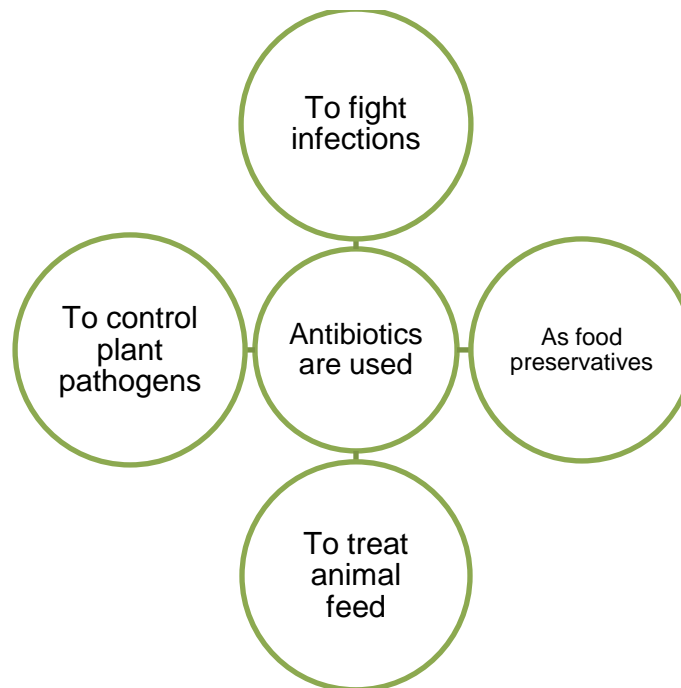 To fight
infections
To control
plant
pathogens
Antibiotics
are used
As food
preservatives
To treat
animal
feed